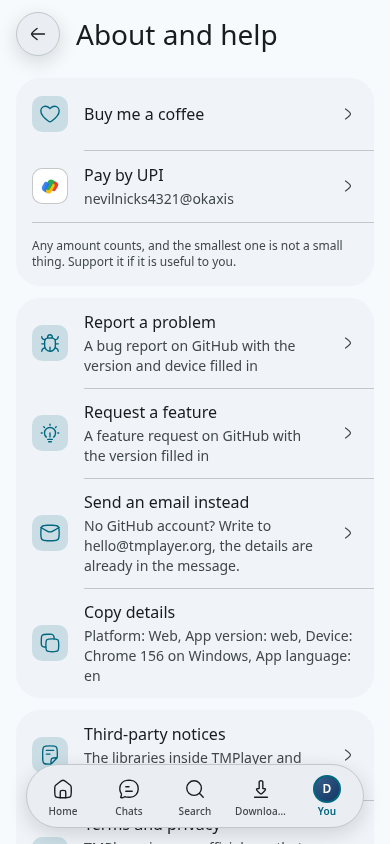 About and help
Buy me a coffee
Pay by UPI
nevilnicks4321@okaxis
Any amount counts, and the smallest one is not a small
thing. Support it if it is useful to you.
Report a problem
A bug report on GitHub with the
version and device filled in
Request a feature
A feature request on GitHub with
the version filled in
Send an email instead
No GitHub account? Write to
hello@tmplayer.org, the details are
already in the message.
Copy details
Platform: Web, App version: web, Device:
Chrome 156 on Windows, App language:
en
Third-party notices
The libraries inside TMPlayer and
Terms and privacy
Home
Chats
Search
Downloa...
D
You